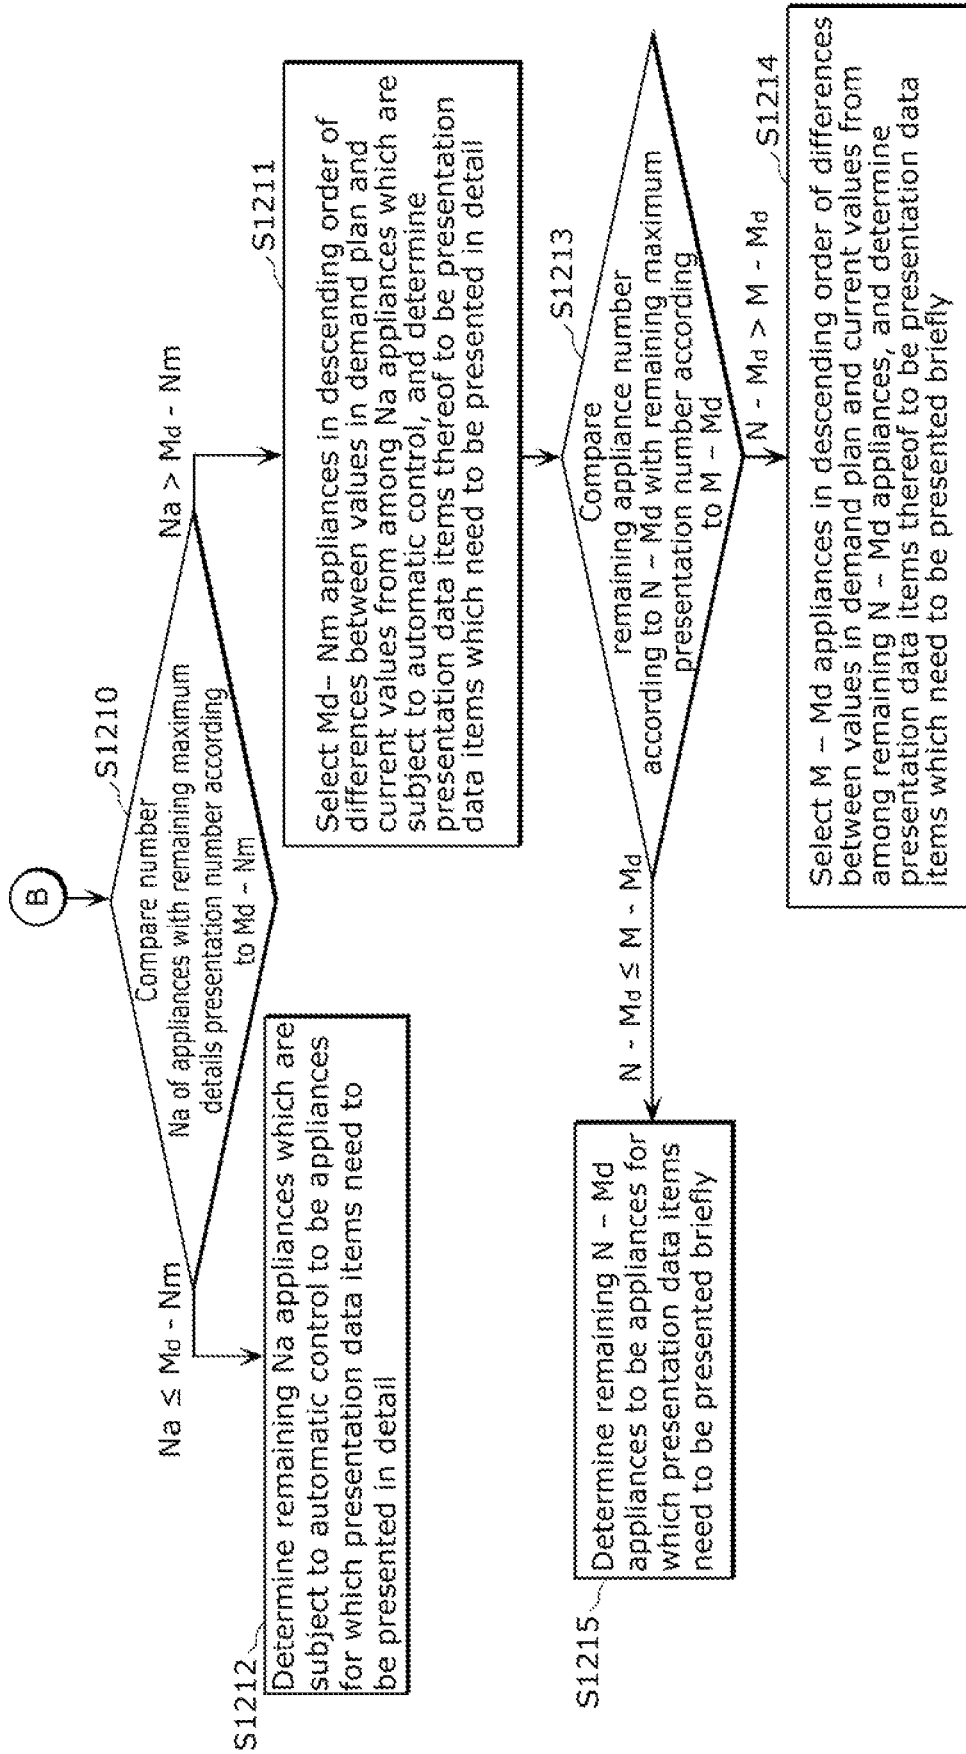 B
S1210
Compare number
Na of appliances with remaining maximum
details presentation number according
to Md - Nm
Na ≤ Md - Nm
Na > Md - Nm
S1212
Determine remaining Na appliances which are
subject to automatic control to be appliances
for which presentation data items need to
be presented in detail
S1211
Select Md- Nm appliances in descending order of
differences between values in demand plan and
current values from among Na appliances which are
subject to automatic control, and determine
presentation data items thereof to be presentation
data items which need to be presented in detail
S1213
Compare
remaining appliance number
according to N - Md with remaining maximum
presentation number according
to M - Md
N - Md ≤ M - Md
N - Md > M - Md
S1215
Determine remaining N - Md
appliances to be appliances for
which presentation data items
need to be presented briefly
S1214
Select M - Md appliances in descending order of differences
between values in demand plan and current values from
among remaining N - Md appliances, and determine
presentation data items thereof to be presentation data
items which need to be presented briefly